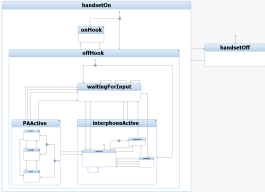 handsetOn
onHook
offHook
handsetOff
waitingForInput
PAActive
interphoneActive